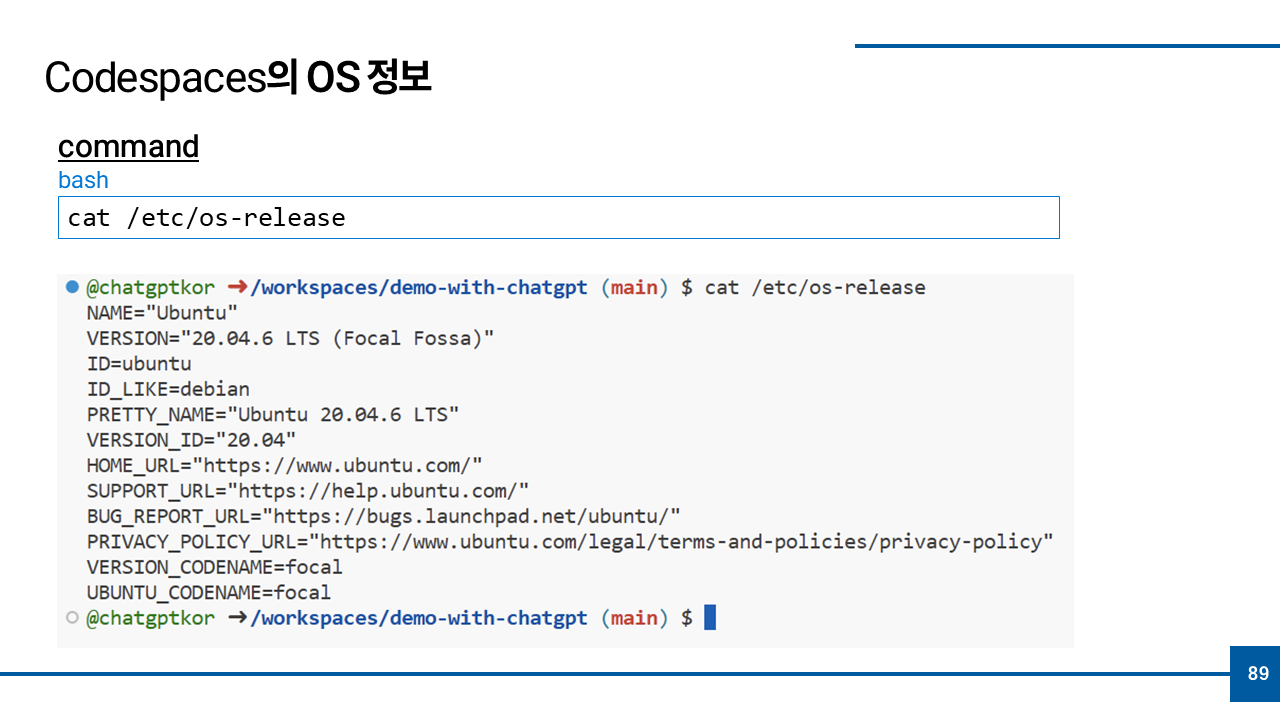 Codespaces의 OS 정보
command
bash
cat /etc/os-release
@chatgptkor ➜/workspaces/demo-with-chatgpt (main) $ cat /etc/os-release
NAME="Ubuntu"
VERSION="20.04.6 LTS (Focal Fossa)"
ID=ubuntu
ID_LIKE=debian
PRETTY_NAME="Ubuntu 20.04.6 LTS"
VERSION_ID="20.04"
HOME_URL="https://www.ubuntu.com/"
SUPPORT_URL="https://help.ubuntu.com/"
BUG_REPORT_URL="https://bugs.launchpad.net/ubuntu/"
PRIVACY_POLICY_URL="https://www.ubuntu.com/legal/terms-and-policies/privacy-policy"
VERSION_CODENAME=focal
UBUNTU_CODENAME=focal
@chatgptkor ➜/workspaces/demo-with-chatgpt (main) $
89